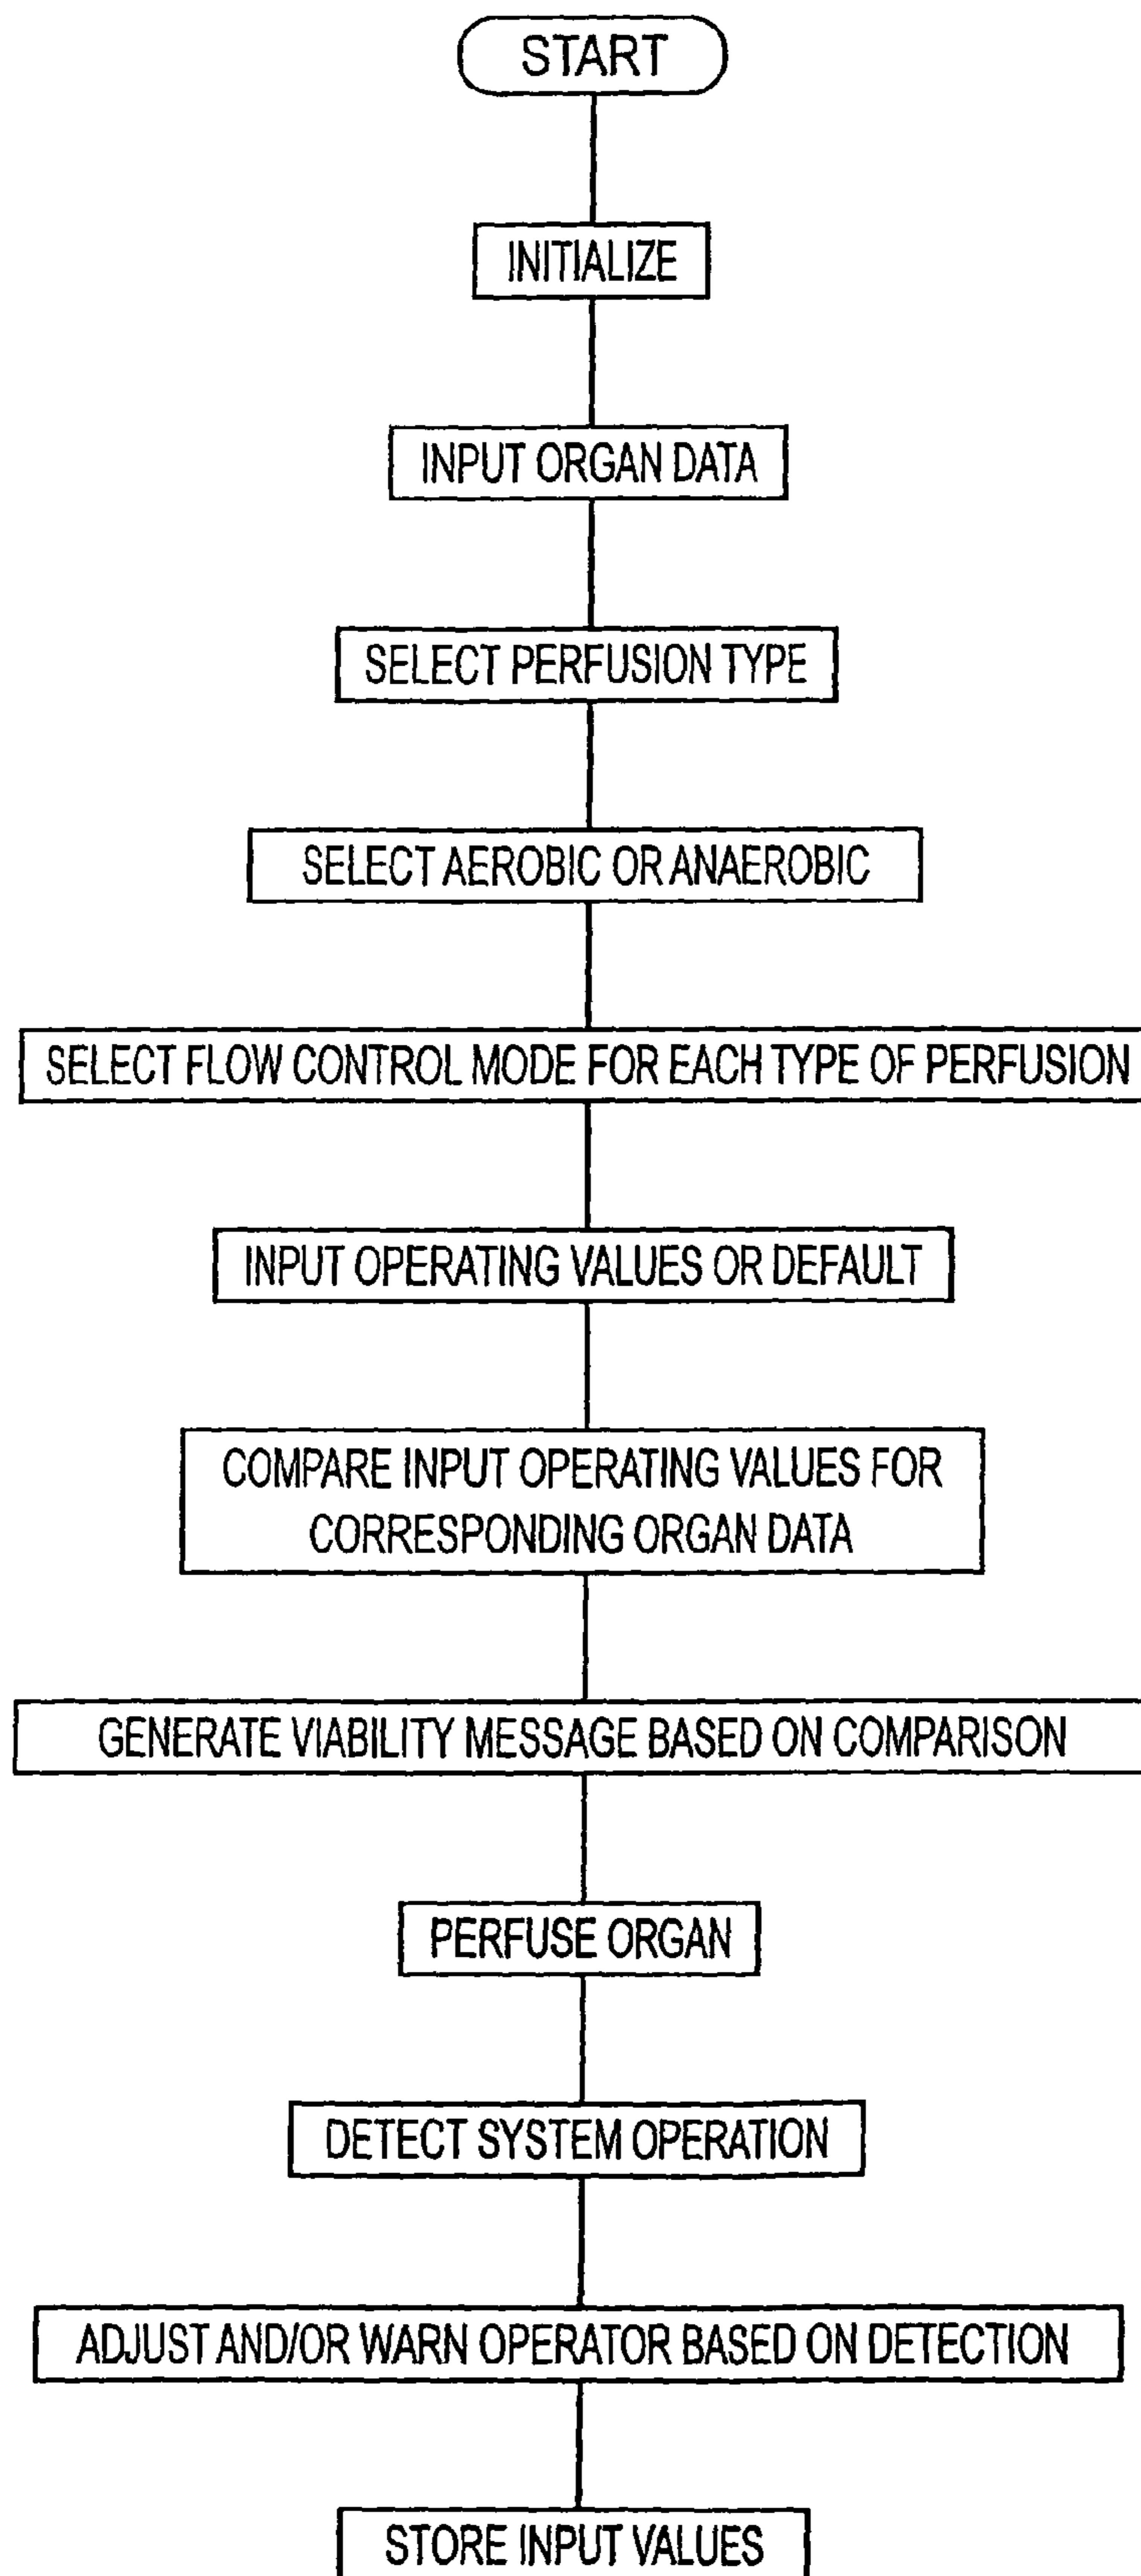 START
INITIALIZE
INPUT ORGAN DATA
SELECT PERFUSION TYPE
SELECT AEROBIC OR ANAEROBIC
SELECT FLOW CONTROL MODE FOR EACH TYPE OF PERFUSION
INPUT OPERATING VALUES OR DEFAULT
COMPARE INPUT OPERATING VALUES FOR
CORRESPONDING ORGAN DATA
GENERATE VIABILITY MESSAGE BASED ON COMPARISON
PERFUSE ORGAN
DETECT SYSTEM OPERATION
ADJUST AND/OR WARN OPERATOR BASED ON DETECTION
STORE INPUT VALUES